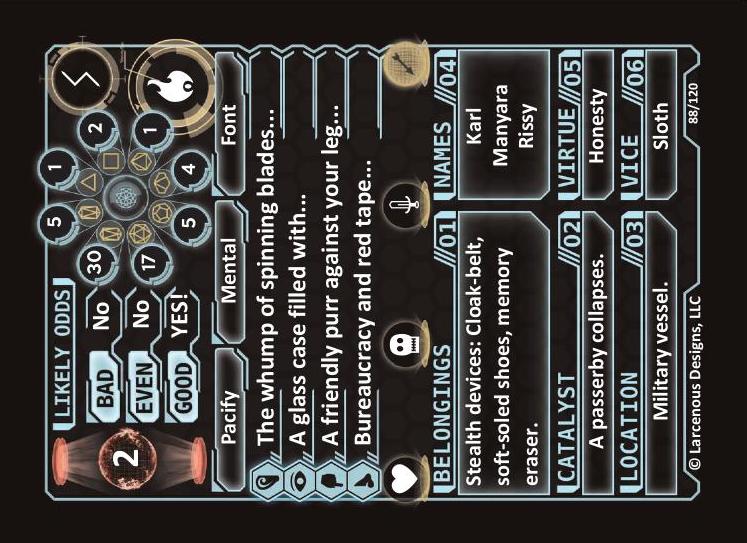 LIKELY ODDS
2
BAD No
EVEN No
GOOD YES!
5 1
30 2
17 1
5 4
Pacify Mental Font
The whump of spinning blades...
A glass case filled with...
A friendly purr against your leg...
Bureaucracy and red tape...
BELONGINGS 01
Stealth devices: Cloak-belt,
soft-soled shoes, memory
eraser.
NAMES 04
Karl
Manyara
Rissy
CATALYST 02
A passerby collapses.
VIRTUE 05
Honesty
LOCATION 03
Military vessel.
VICE 06
Sloth
© Larcenous Designs, LLC
88/120